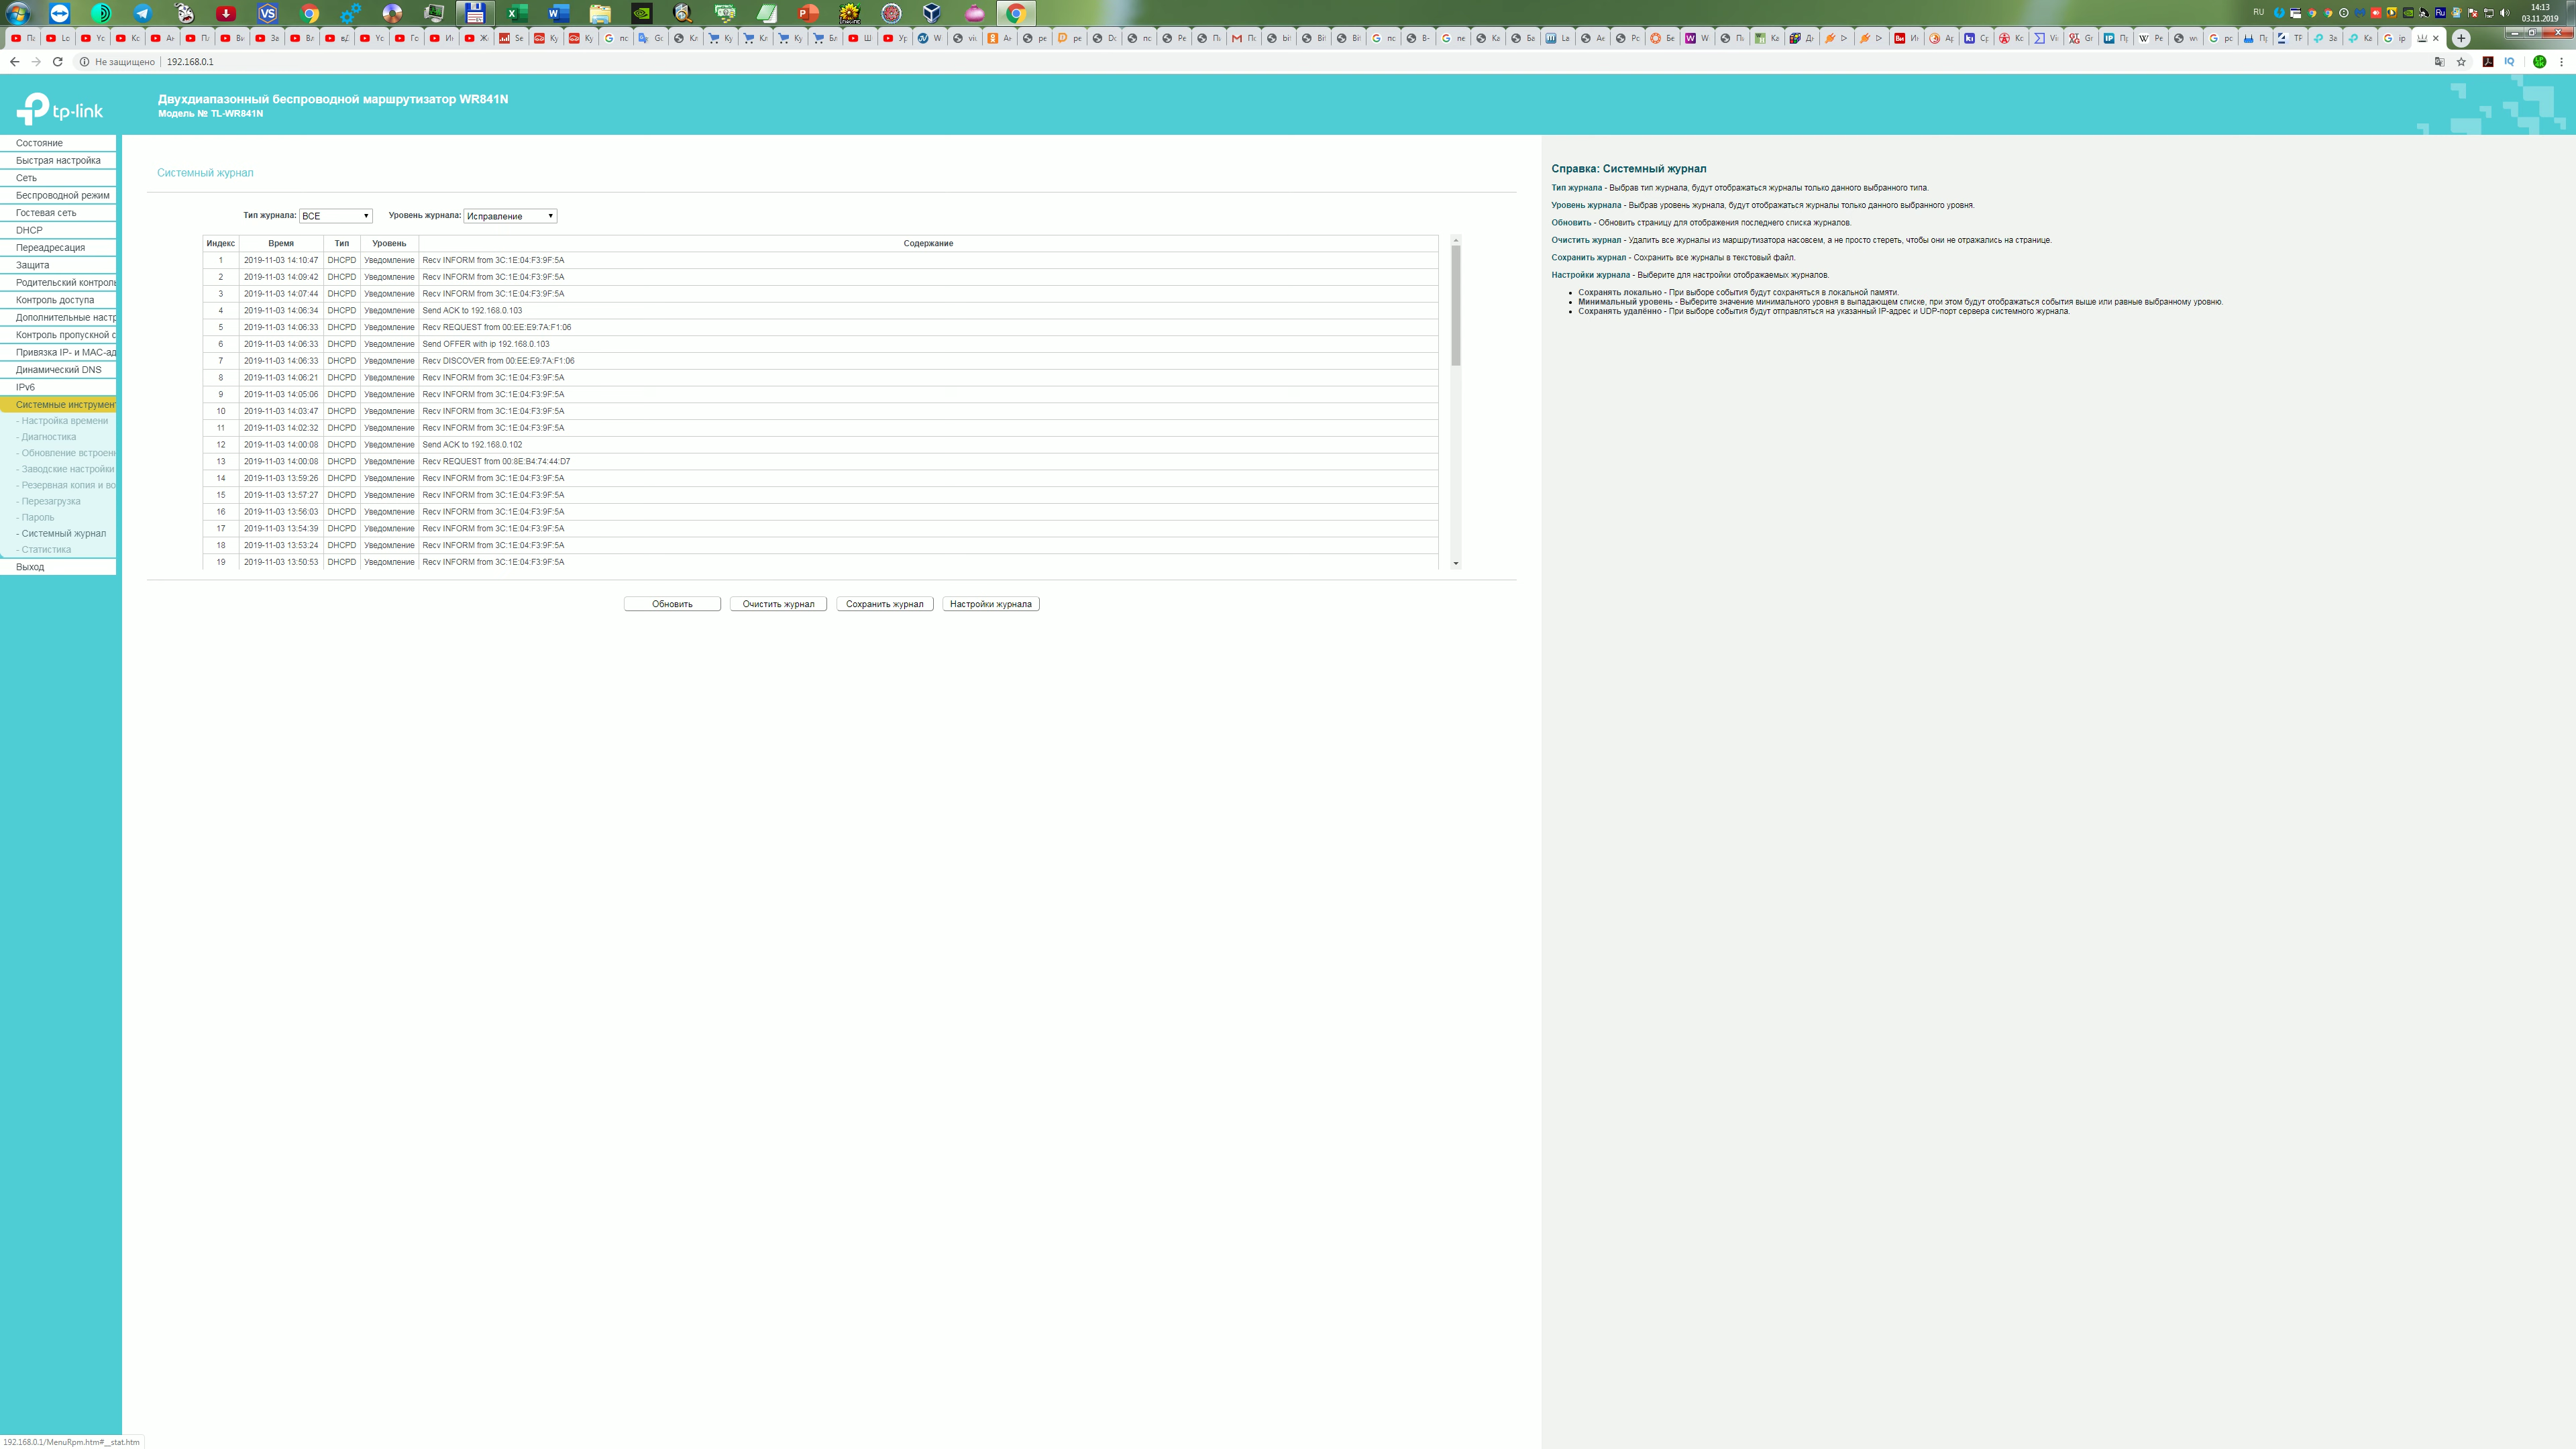 RU
14:13
03.11.2019
Не защищено
192.168.0.1
tp-link
Двухдиапазонный беспроводной маршрутизатор WR841N
Модель № TL-WR841N
Состояние
Быстрая настройка
Сеть
Беспроводной режим
Гостевая сеть
DHCP
Переадресация
Защита
Родительский контроль
Контроль доступа
Дополнительные настр
Контроль пропускной с
Привязка IP- и MAC-ад
Динамический DNS
IPv6
Системные инструмен
- Настройка времени
- Диагностика
- Обновление встроен
- Заводские настройки
- Резервная копия и во
- Перезагрузка
- Пароль
- Системный журнал
- Статистика
Выход
Системный журнал
Тип журнала: ВСЕ Уровень журнала: Исправление
Индекс Время Тип Уровень Содержание
1 2019-11-03 14:10:47 DHCPD Уведомление Recv INFORM from 3C:1E:04:F3:9F:5A
2 2019-11-03 14:09:42 DHCPD Уведомление Recv INFORM from 3C:1E:04:F3:9F:5A
3 2019-11-03 14:07:44 DHCPD Уведомление Recv INFORM from 3C:1E:04:F3:9F:5A
4 2019-11-03 14:06:34 DHCPD Уведомление Send ACK to 192.168.0.103
5 2019-11-03 14:06:33 DHCPD Уведомление Recv REQUEST from 00:EE:E9:7A:F1:06
6 2019-11-03 14:06:33 DHCPD Уведомление Send OFFER with ip 192.168.0.103
7 2019-11-03 14:06:33 DHCPD Уведомление Recv DISCOVER from 00:EE:E9:7A:F1:06
8 2019-11-03 14:06:21 DHCPD Уведомление Recv INFORM from 3C:1E:04:F3:9F:5A
9 2019-11-03 14:05:06 DHCPD Уведомление Recv INFORM from 3C:1E:04:F3:9F:5A
10 2019-11-03 14:03:47 DHCPD Уведомление Recv INFORM from 3C:1E:04:F3:9F:5A
11 2019-11-03 14:02:32 DHCPD Уведомление Recv INFORM from 3C:1E:04:F3:9F:5A
12 2019-11-03 14:00:08 DHCPD Уведомление Send ACK to 192.168.0.102
13 2019-11-03 14:00:08 DHCPD Уведомление Recv REQUEST from 00:8E:B4:74:44:D7
14 2019-11-03 13:59:26 DHCPD Уведомление Recv INFORM from 3C:1E:04:F3:9F:5A
15 2019-11-03 13:57:27 DHCPD Уведомление Recv INFORM from 3C:1E:04:F3:9F:5A
16 2019-11-03 13:56:03 DHCPD Уведомление Recv INFORM from 3C:1E:04:F3:9F:5A
17 2019-11-03 13:54:39 DHCPD Уведомление Recv INFORM from 3C:1E:04:F3:9F:5A
18 2019-11-03 13:53:24 DHCPD Уведомление Recv INFORM from 3C:1E:04:F3:9F:5A
19 2019-11-03 13:50:53 DHCPD Уведомление Recv INFORM from 3C:1E:04:F3:9F:5A
Обновить Очистить журнал Сохранить журнал Настройки журнала
Справка: Системный журнал
Тип журнала - Выбрав тип журнала, будут отображаться журналы только данного выбранного типа.
Уровень журнала - Выбрав уровень журнала, будут отображаться журналы только данного выбранного уровня.
Обновить - Обновить страницу для отображения последнего списка журналов.
Очистить журнал - Удалить все журналы из маршрутизатора насовсем, а не просто стереть, чтобы они не отражались на странице.
Сохранить журнал - Сохранить все журналы в текстовый файл.
Настройки журнала - Выберите для настройки отображаемых журналов.
Сохранять локально - При выборе события будут сохраняться в локальной памяти.
Минимальный уровень - Выберите значение минимального уровня в выпадающем списке, при этом будут отображаться события выше или равные выбранному уровню.
Сохранять удалённо - При выборе события будут отправляться на указанный IP-адрес и UDP-порт сервера системного журнала.
192.168.0.1/MenuRpm.htm#__stat.htm